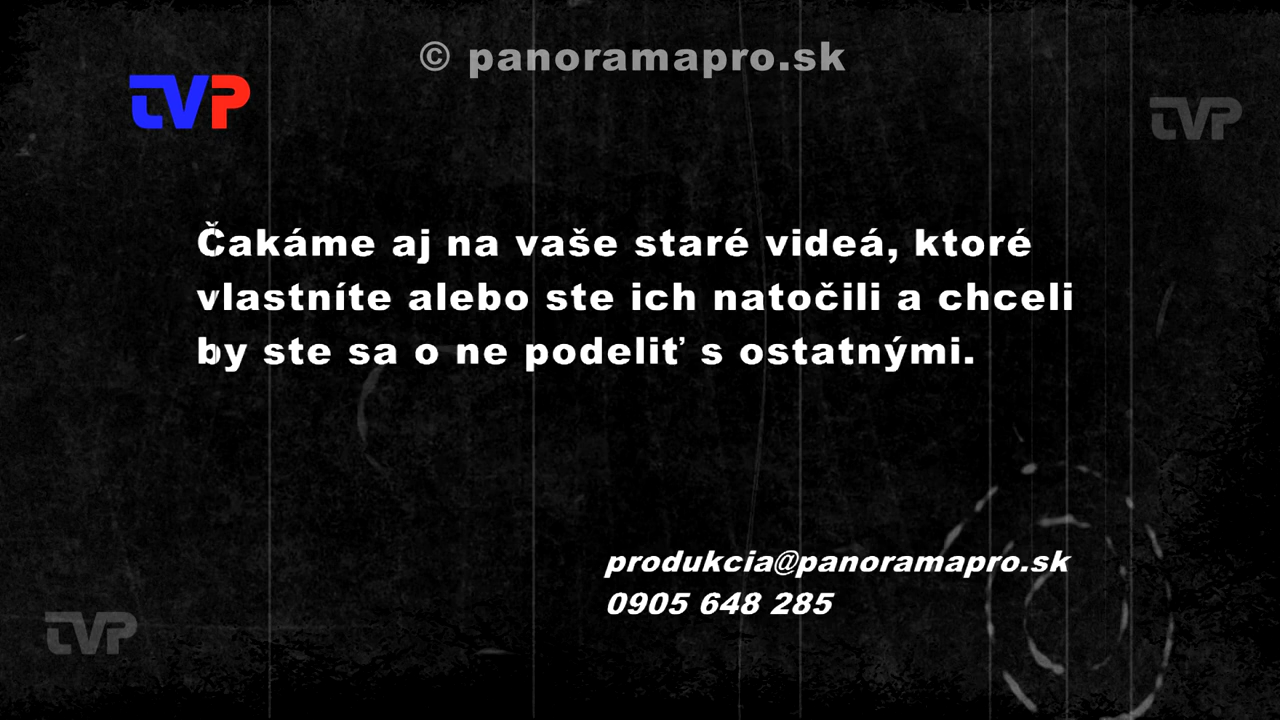 © panoramapro.sk
TVP
TVP
Čakáme aj na vaše staré videá, ktoré
vlastníte alebo ste ich natočili a chceli
by ste sa o ne podeliť s ostatnými.
produkcia@panoramapro.sk
0905 648 285
TVP